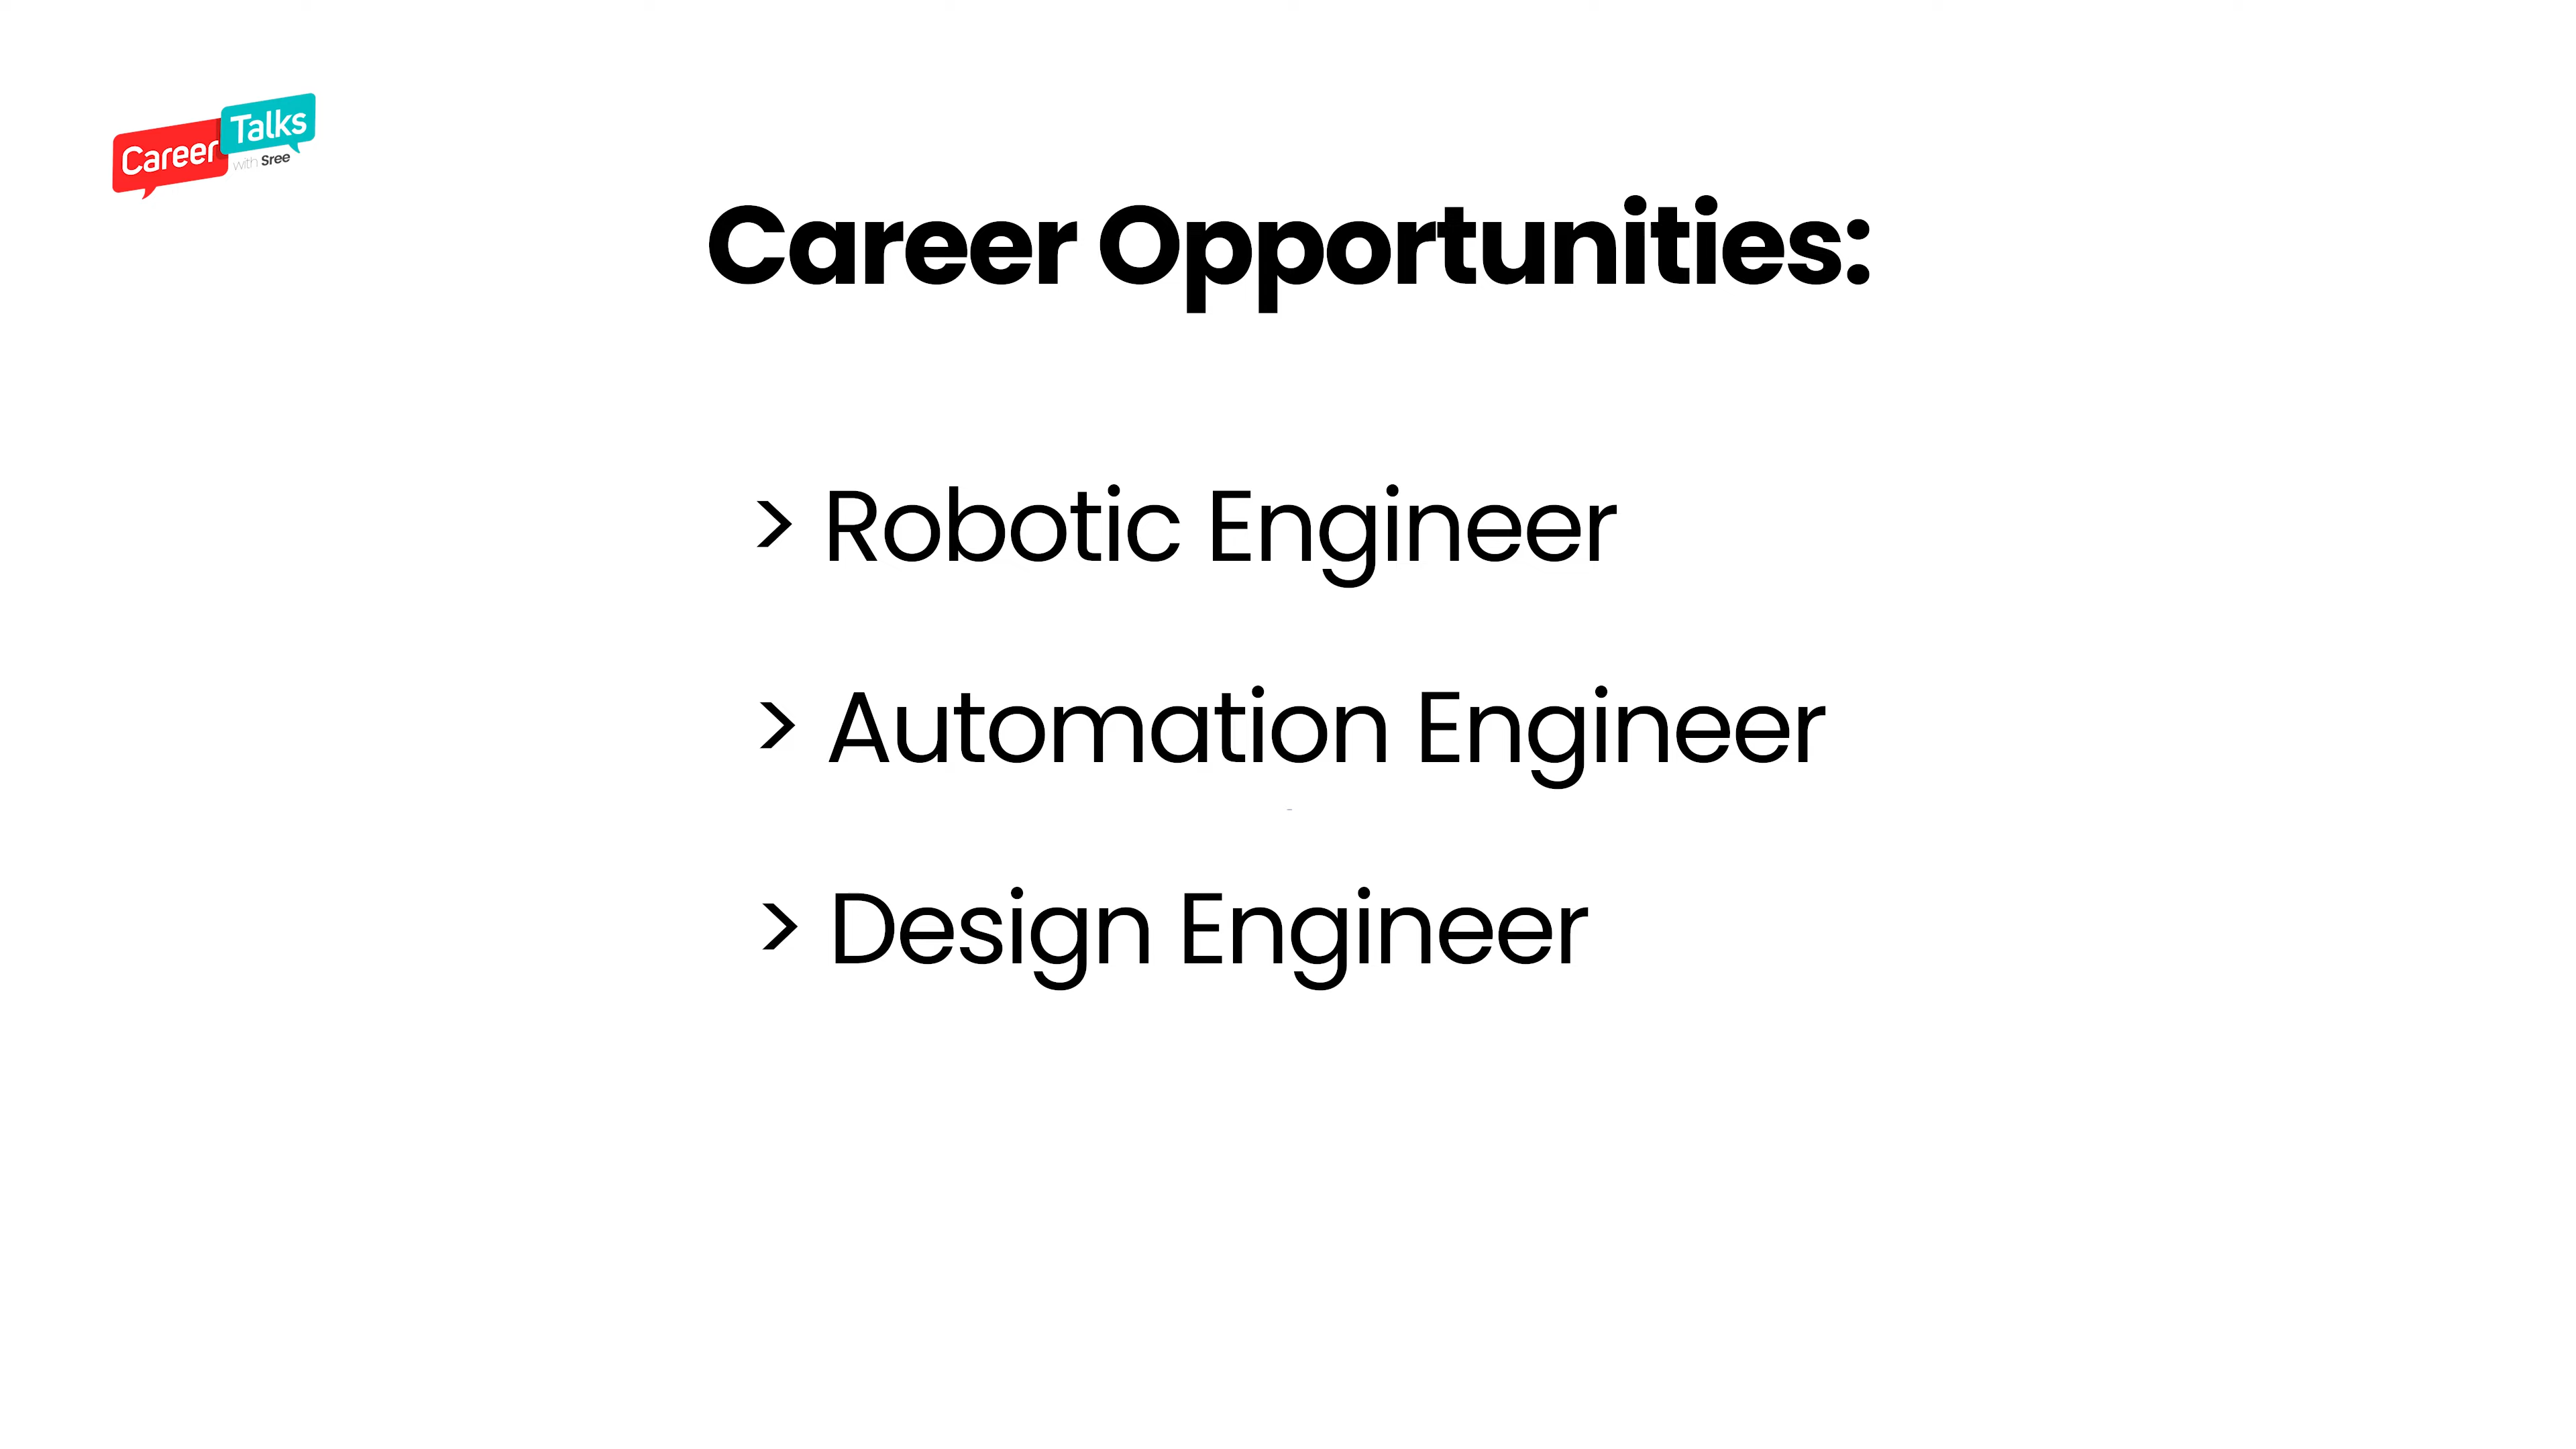 Career Talks
with Sree
Career Opportunities:
> Robotic Engineer
> Automation Engineer
> Design Engineer